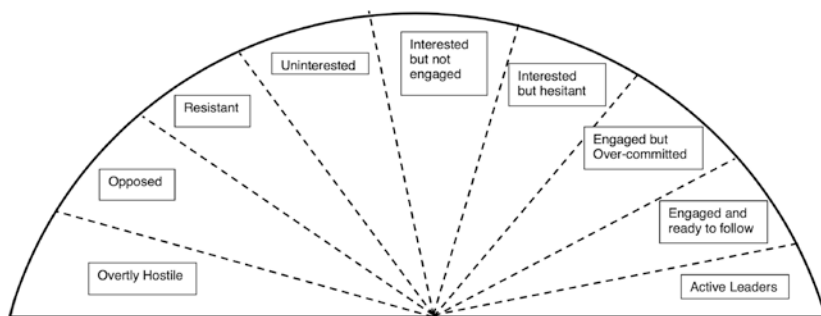 Overtly Hostile
Opposed
Resistant
Uninterested
Interested
but not
engaged
Interested
but hesitant
Engaged but
Over-committed
Engaged and
ready to follow
Active Leaders